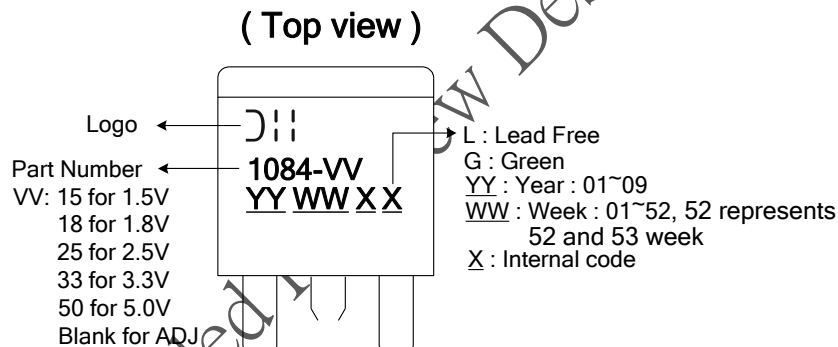 ( Top view )
Logo
Part Number
VV: 15 for 1.5V
18 for 1.8V
25 for 2.5V
33 for 3.3V
50 for 5.0V
Blank for ADJ
1084-VV
YY WW X X
L : Lead Free
G : Green
YY : Year : 01~09
WW : Week : 01~52, 52 represents
52 and 53 week
X : Internal code